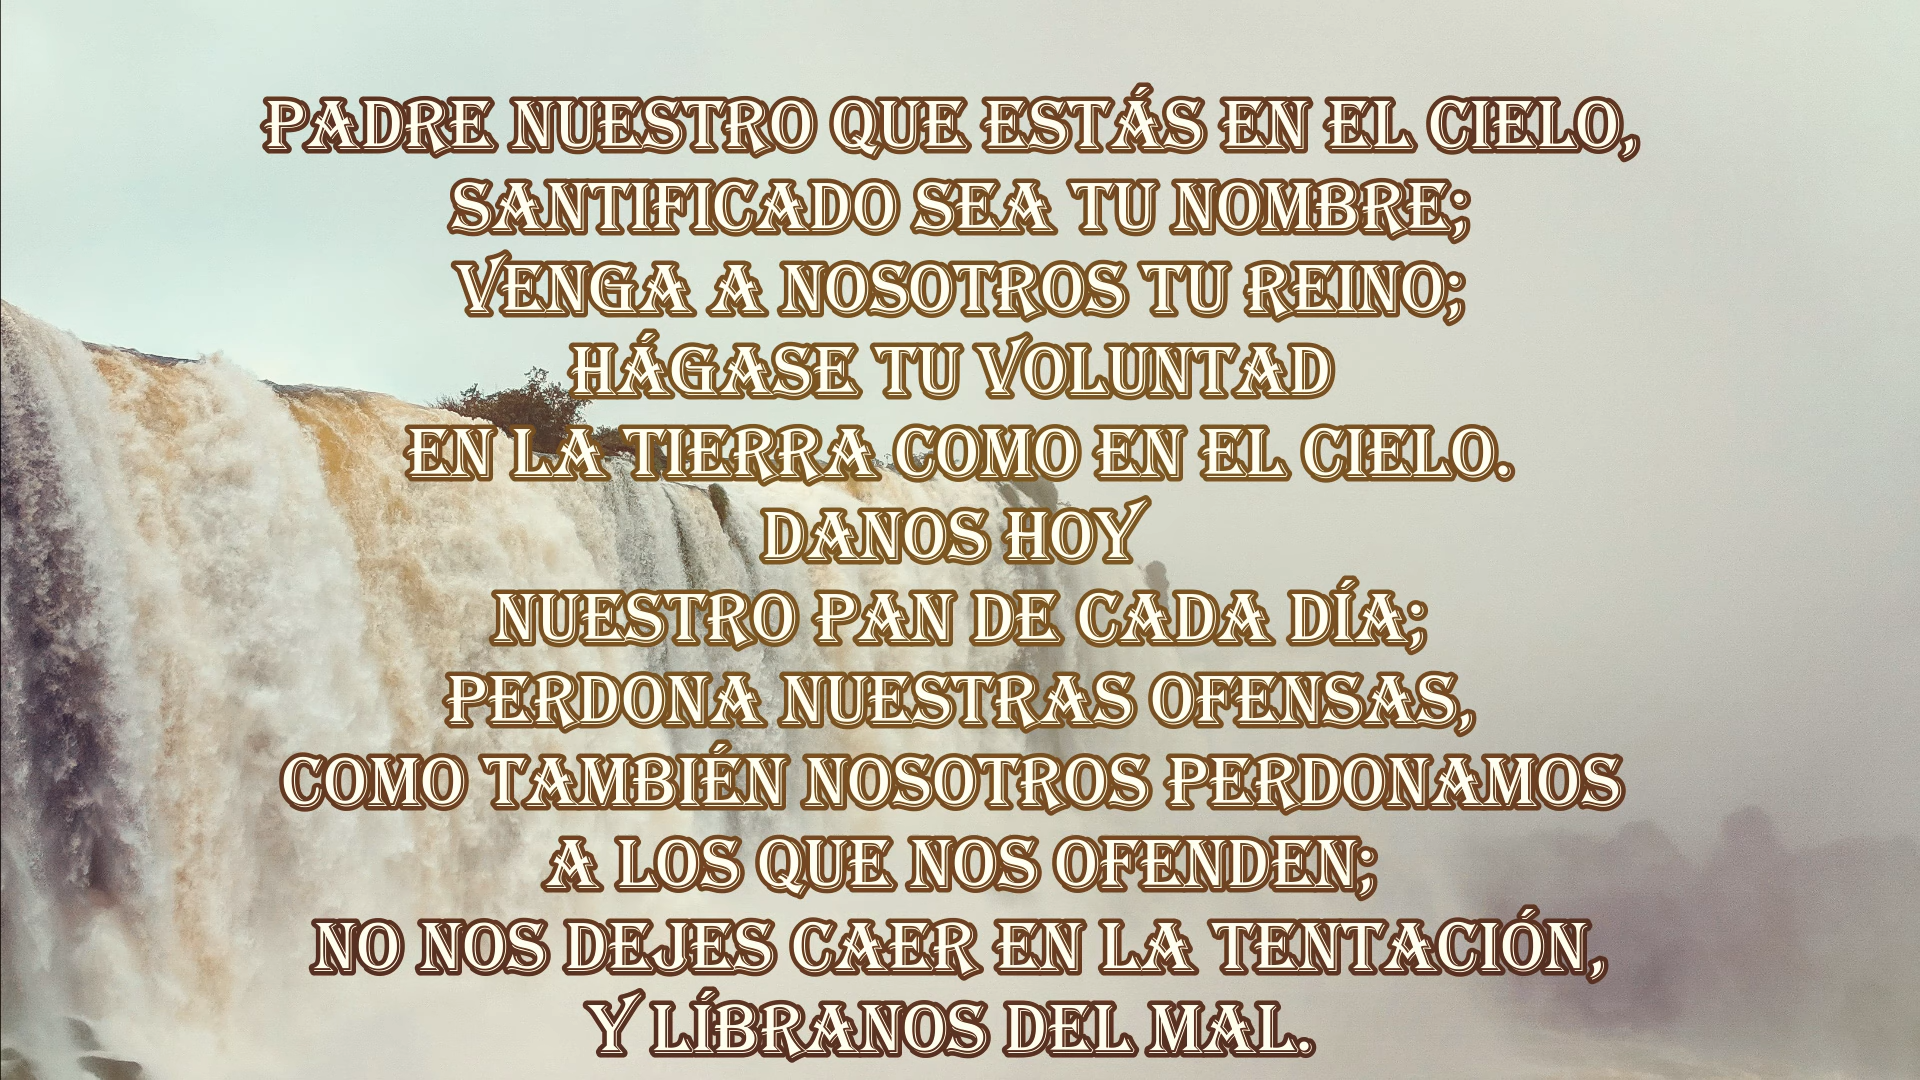 PADRE NUESTRO QUE ESTÁS EN EL CIELO,
SANTIFICADO SEA TU NOMBRE;
VENGA A NOSOTROS TU REINO;
HÁGASE TU VOLUNTAD
EN LA TIERRA COMO EN EL CIELO.
DANOS HOY
NUESTRO PAN DE CADA DÍA;
PERDONA NUESTRAS OFENSAS,
COMO TAMBIÉN NOSOTROS PERDONAMOS
A LOS QUE NOS OFENDEN;
NO NOS DEJES CAER EN LA TENTACIÓN,
Y LÍBRANOS DEL MAL.